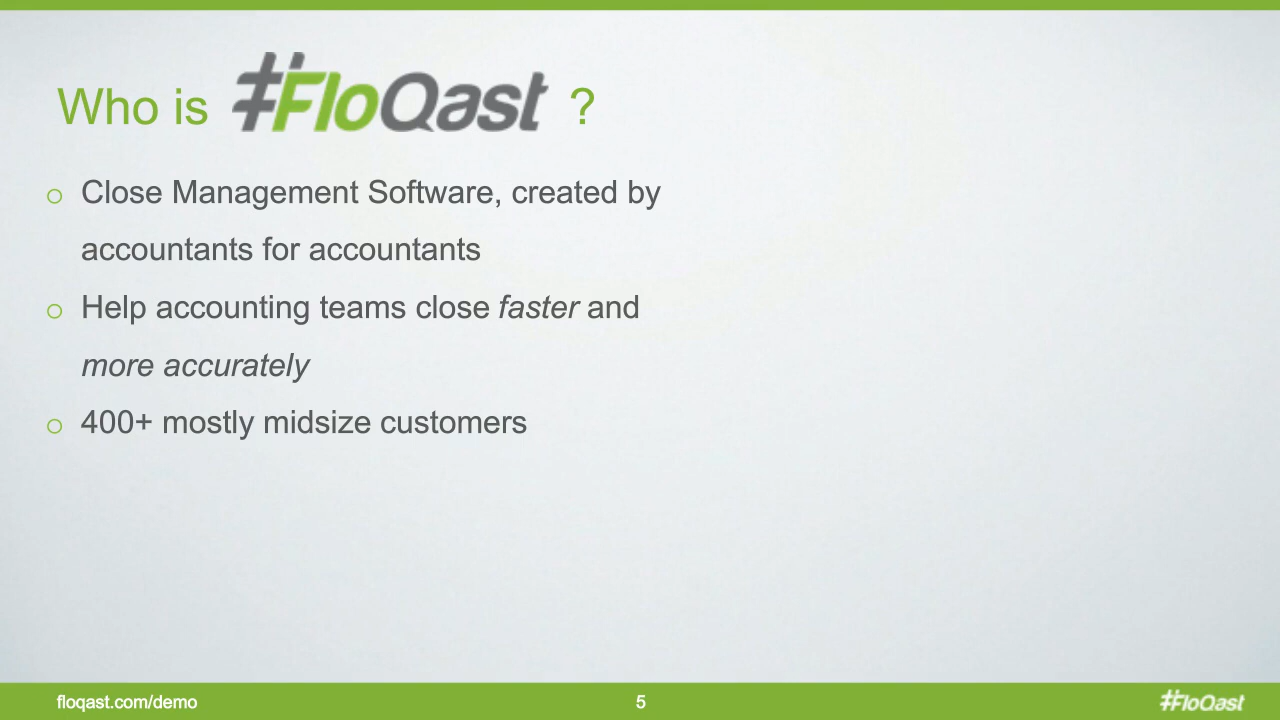 Who is #FloQast ?
o Close Management Software, created by
accountants for accountants
o Help accounting teams close faster and
more accurately
o 400+ mostly midsize customers
floqast.com/demo 5 #FloQast